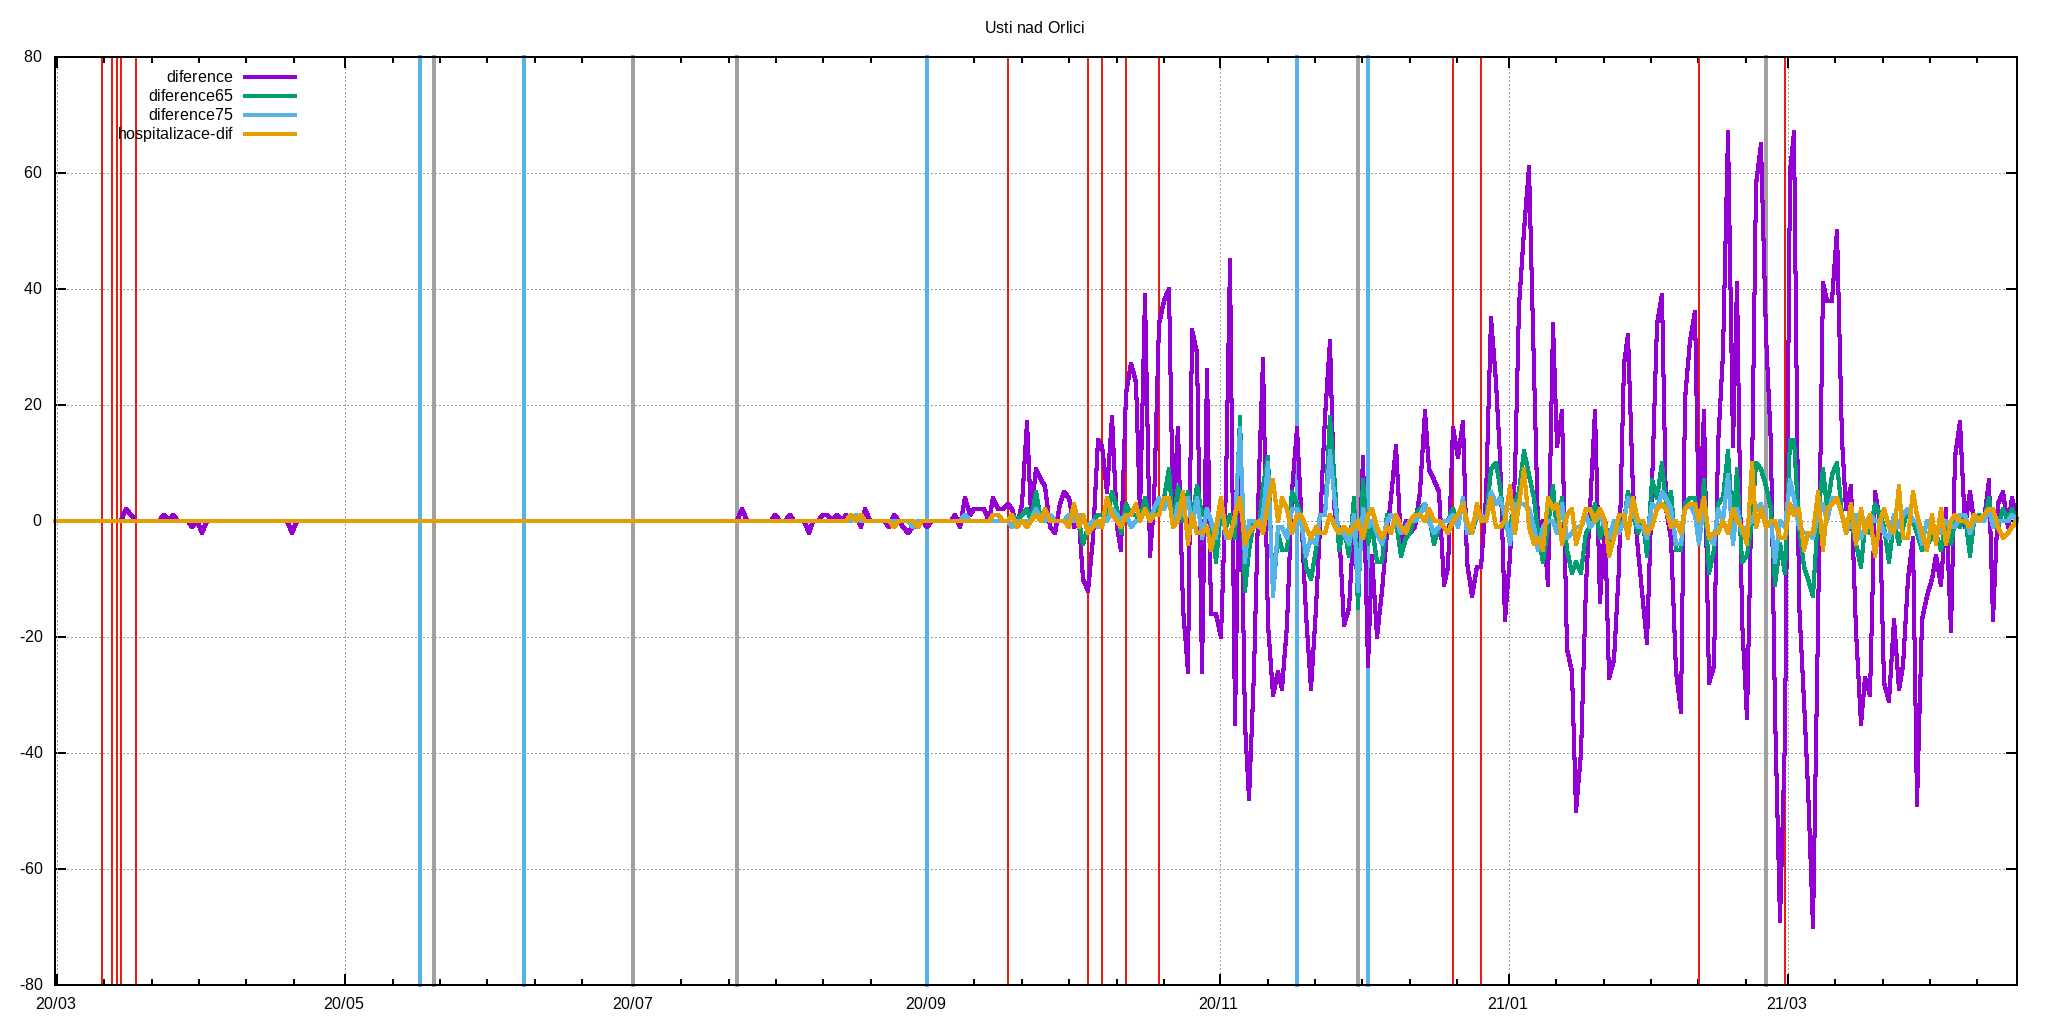 Usti nad Orlici
80
diference
diference65
diference75
hospitalizace-dif
60
40
20
0
-20
-40
-60
-80
20/03 20/05 20/07 20/09 20/11 21/01 21/03